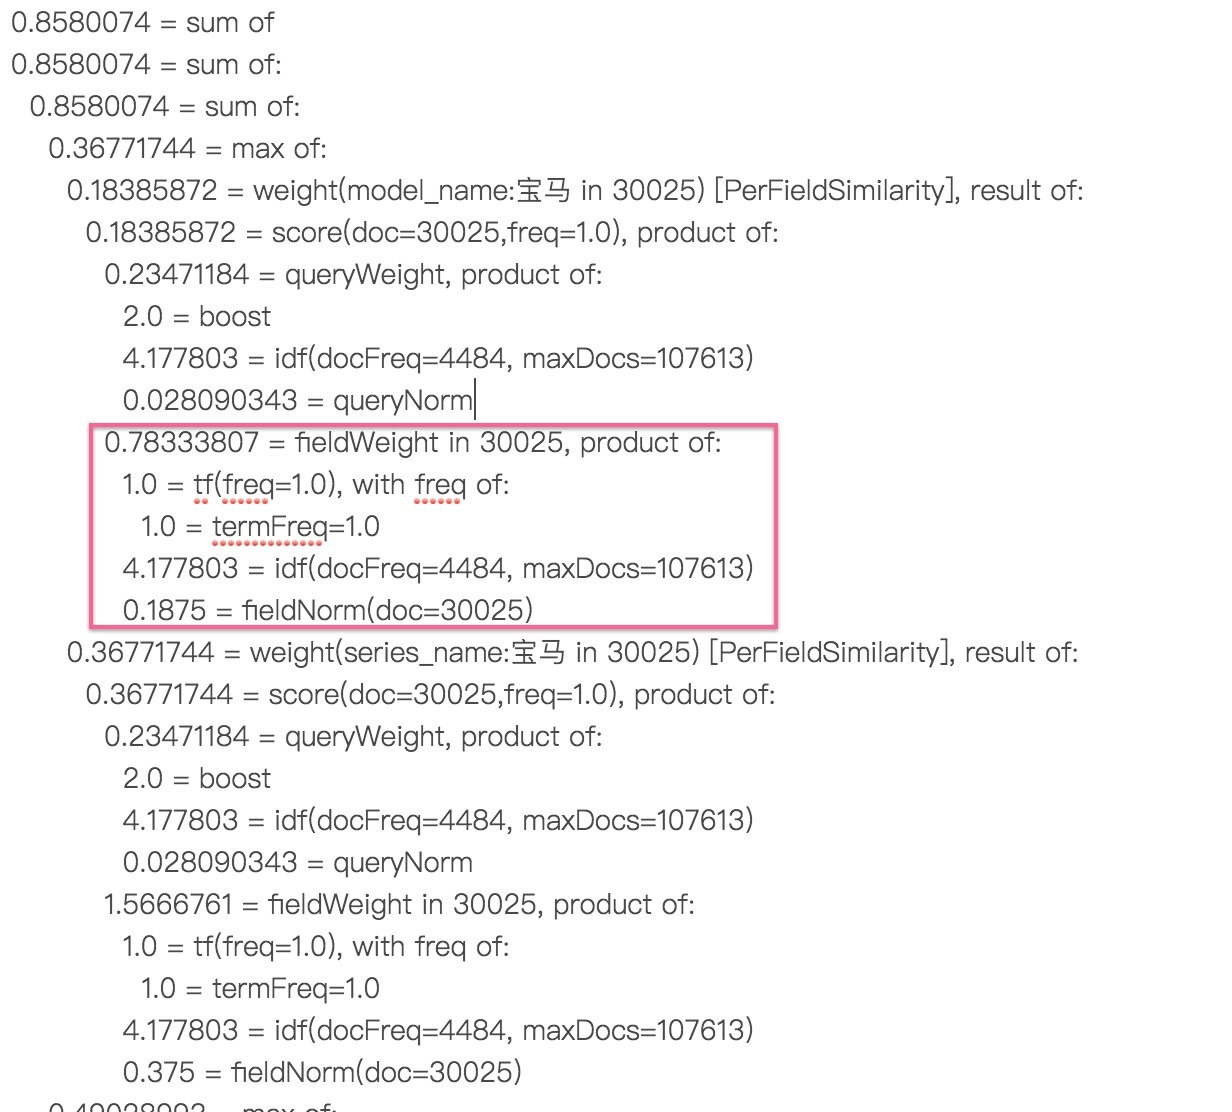 0.8580074 = sum of
0.8580074 = sum of:
0.8580074 = sum of:
0.36771744 = max of:
0.18385872 = weight(model_name:宝马 in 30025) [PerFieldSimilarity], result of:
0.18385872 = score(doc=30025,freq=1.0), product of:
0.23471184 = queryWeight, product of:
2.0 = boost
4.177803 = idf(docFreq=4484, maxDocs=107613)
0.028090343 = queryNorm
0.78333807 = fieldWeight in 30025, product of:
1.0 = tf(freq=1.0), with freq of:
1.0 = termFreq=1.0
4.177803 = idf(docFreq=4484, maxDocs=107613)
0.1875 = fieldNorm(doc=30025)
0.36771744 = weight(series_name:宝马 in 30025) [PerFieldSimilarity], result of:
0.36771744 = score(doc=30025,freq=1.0), product of:
0.23471184 = queryWeight, product of:
2.0 = boost
4.177803 = idf(docFreq=4484, maxDocs=107613)
0.028090343 = queryNorm
1.5666761 = fieldWeight in 30025, product of:
1.0 = tf(freq=1.0), with freq of:
1.0 = termFreq=1.0
4.177803 = idf(docFreq=4484, maxDocs=107613)
0.375 = fieldNorm(doc=30025)
= max of: